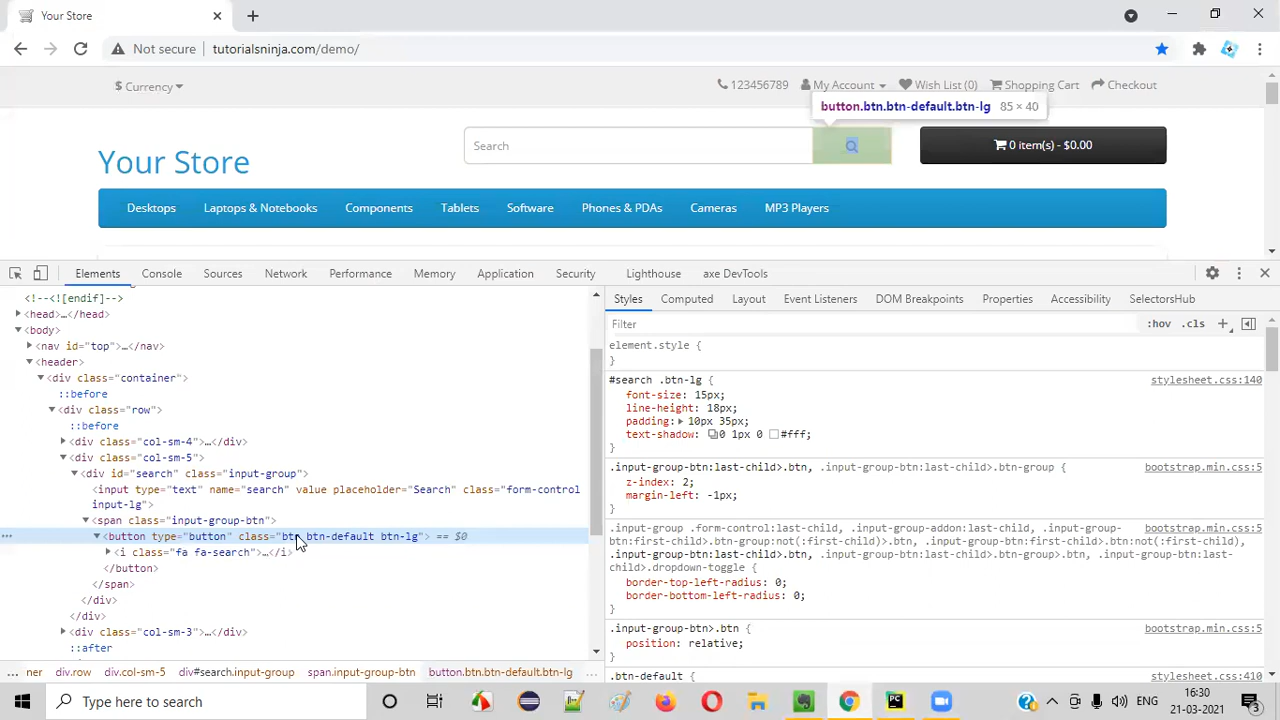 Your Store
Not secure
tutorialsninja.com/demo/
$ Currency
123456789
My Account
Wish List (0)
Shopping Cart
Checkout
button.btn.btn-default.btn-lg 85 × 40
Your Store
Search
0 item(s) - $0.00
Desktops
Laptops & Notebooks
Components
Tablets
Software
Phones & PDAs
Cameras
MP3 Players
Elements
Console
Sources
Network
Performance
Memory
Application
Security
Lighthouse
axe DevTools
<!--<![endif]-->
<head>…</head>
<body>
<nav id="top">…</nav>
<header>
<div class="container">
::before
<div class="row">
::before
<div class="col-sm-4">…</div>
<div class="col-sm-5">
<div id="search" class="input-group">
<input type="text" name="search" value placeholder="Search" class="form-control
input-lg">
<span class="input-group-btn">
<button type="button" class="btn btn-default btn-lg"> == $0
<i class="fa fa-search">…</i>
</button>
</span>
</div>
</div>
<div class="col-sm-3">…</div>
::after
ner
div.row
div.col-sm-5
div#search.input-group
span.input-group-btn
button.btn.btn-default.btn-lg
Styles
Computed
Layout
Event Listeners
DOM Breakpoints
Properties
Accessibility
SelectorsHub
Filter
:hov
.cls
element.style {
}
#search .btn-lg {
stylesheet.css:140
font-size: 15px;
line-height: 18px;
padding: 10px 35px;
text-shadow: 0 1px 0 #fff;
}
.input-group-btn:last-child>.btn, .input-group-btn:last-child>.btn-group {
bootstrap.min.css:5
z-index: 2;
margin-left: -1px;
}
.input-group .form-control:last-child, .input-group-addon:last-child, .input-group-
bootstrap.min.css:5
btn:first-child>.btn-group:not(:first-child)>.btn, .input-group-btn:first-child>.btn:not(:first-child),
.input-group-btn:last-child>.btn, .input-group-btn:last-child>.btn-group>.btn, .input-group-btn:last-
child>.dropdown-toggle {
border-top-left-radius: 0;
border-bottom-left-radius: 0;
}
.input-group-btn>.btn {
bootstrap.min.css:5
position: relative;
}
.btn-default {
stylesheet.css:410
Type here to search
16:30
21-03-2021
3